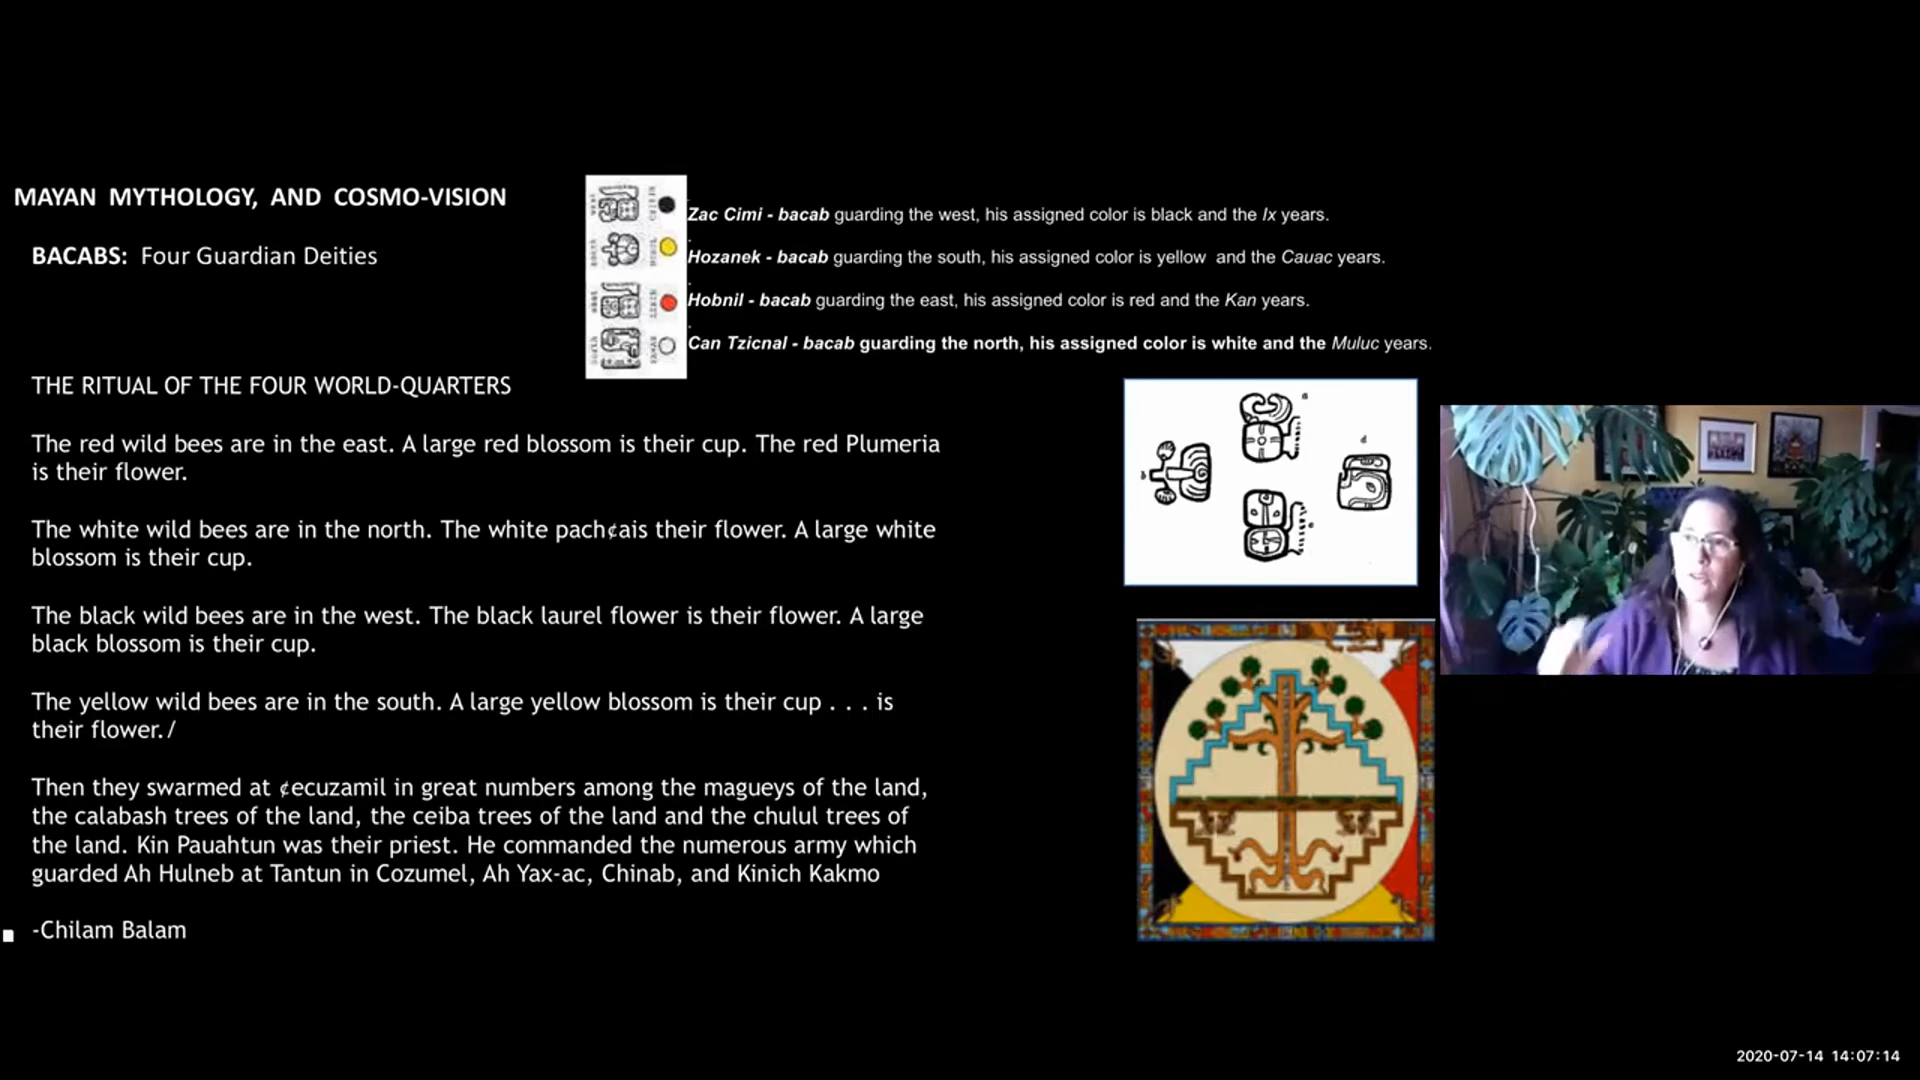 MAYAN MYTHOLOGY, AND COSMO-VISION
BACABS: Four Guardian Deities
Zac Cimi - bacab guarding the west, his assigned color is black and the Ix years.
Hozanek - bacab guarding the south, his assigned color is yellow and the Cauac years.
Hobnil - bacab guarding the east, his assigned color is red and the Kan years.
Can Tzicnal - bacab guarding the north, his assigned color is white and the Muluc years.
THE RITUAL OF THE FOUR WORLD-QUARTERS
The red wild bees are in the east. A large red blossom is their cup. The red Plumeria
is their flower.
The white wild bees are in the north. The white pach¢ais their flower. A large white
blossom is their cup.
The black wild bees are in the west. The black laurel flower is their flower. A large
black blossom is their cup.
The yellow wild bees are in the south. A large yellow blossom is their cup . . . is
their flower./
Then they swarmed at ¢ecuzamil in great numbers among the magueys of the land,
the calabash trees of the land, the ceiba trees of the land and the chulul trees of
the land. Kin Pauahtun was their priest. He commanded the numerous army which
guarded Ah Hulneb at Tantun in Cozumel, Ah Yax-ac, Chinab, and Kinich Kakmo
-Chilam Balam
2020-07-14 14:07:14